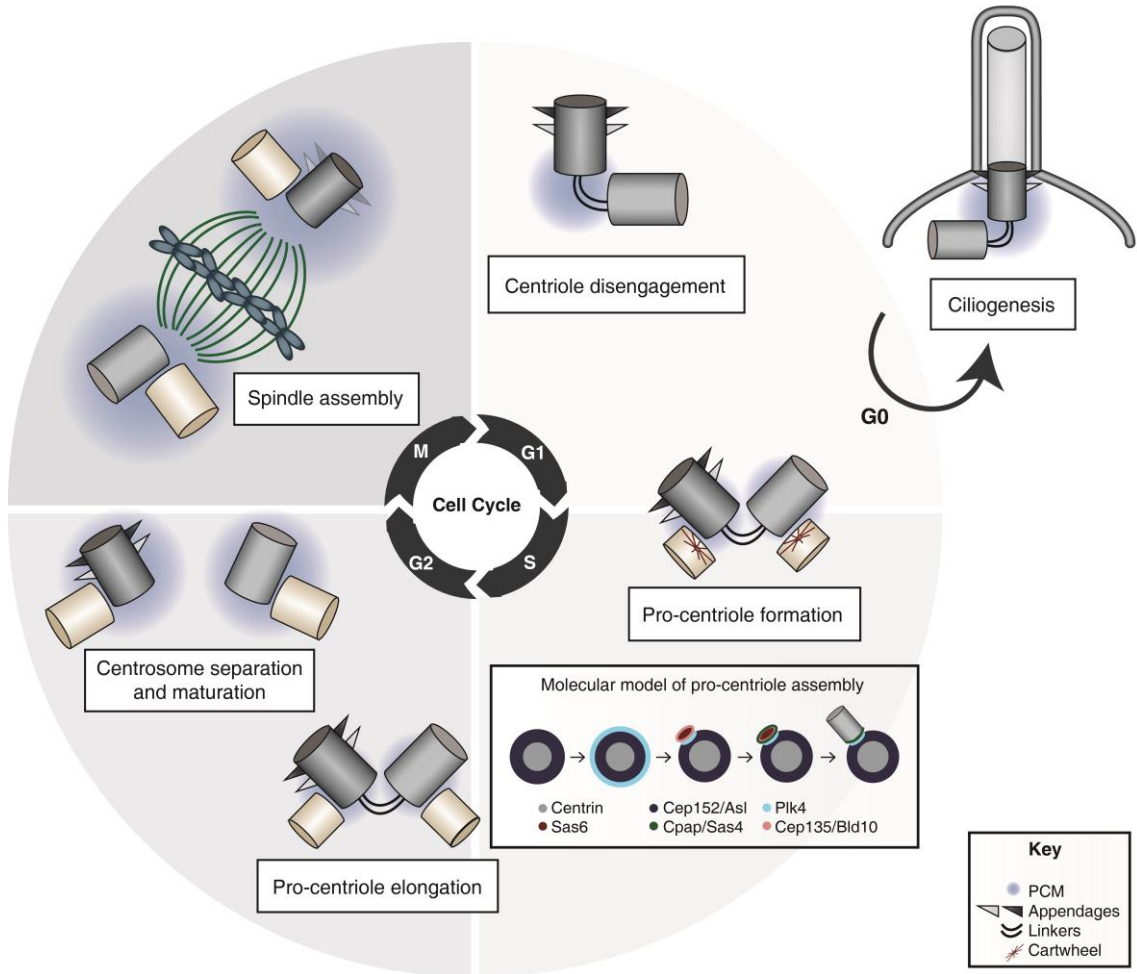 Centriole disengagement
Ciliogenesis
G0
Spindle assembly
M
G1
Cell Cycle
G2
S
Pro-centriole formation
Centrosome separation
and maturation
Molecular model of pro-centriole assembly
Centrin
Cep152/Asl
Plk4
Sas6
Cpap/Sas4
Cep135/Bld10
Pro-centriole elongation
Key
PCM
Appendages
Linkers
Cartwheel